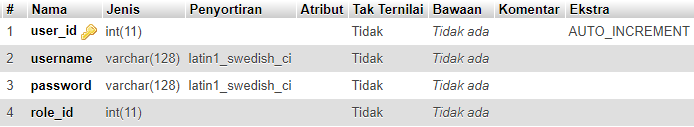 # Nama Jenis Penyortiran Atribut Tak Ternilai Bawaan Komentar Ekstra
1 user_id int(11) Tidak Tidak ada AUTO_INCREMENT
2 username varchar(128) latin1_swedish_ci Tidak Tidak ada
3 password varchar(128) latin1_swedish_ci Tidak Tidak ada
4 role_id int(11) Tidak Tidak ada